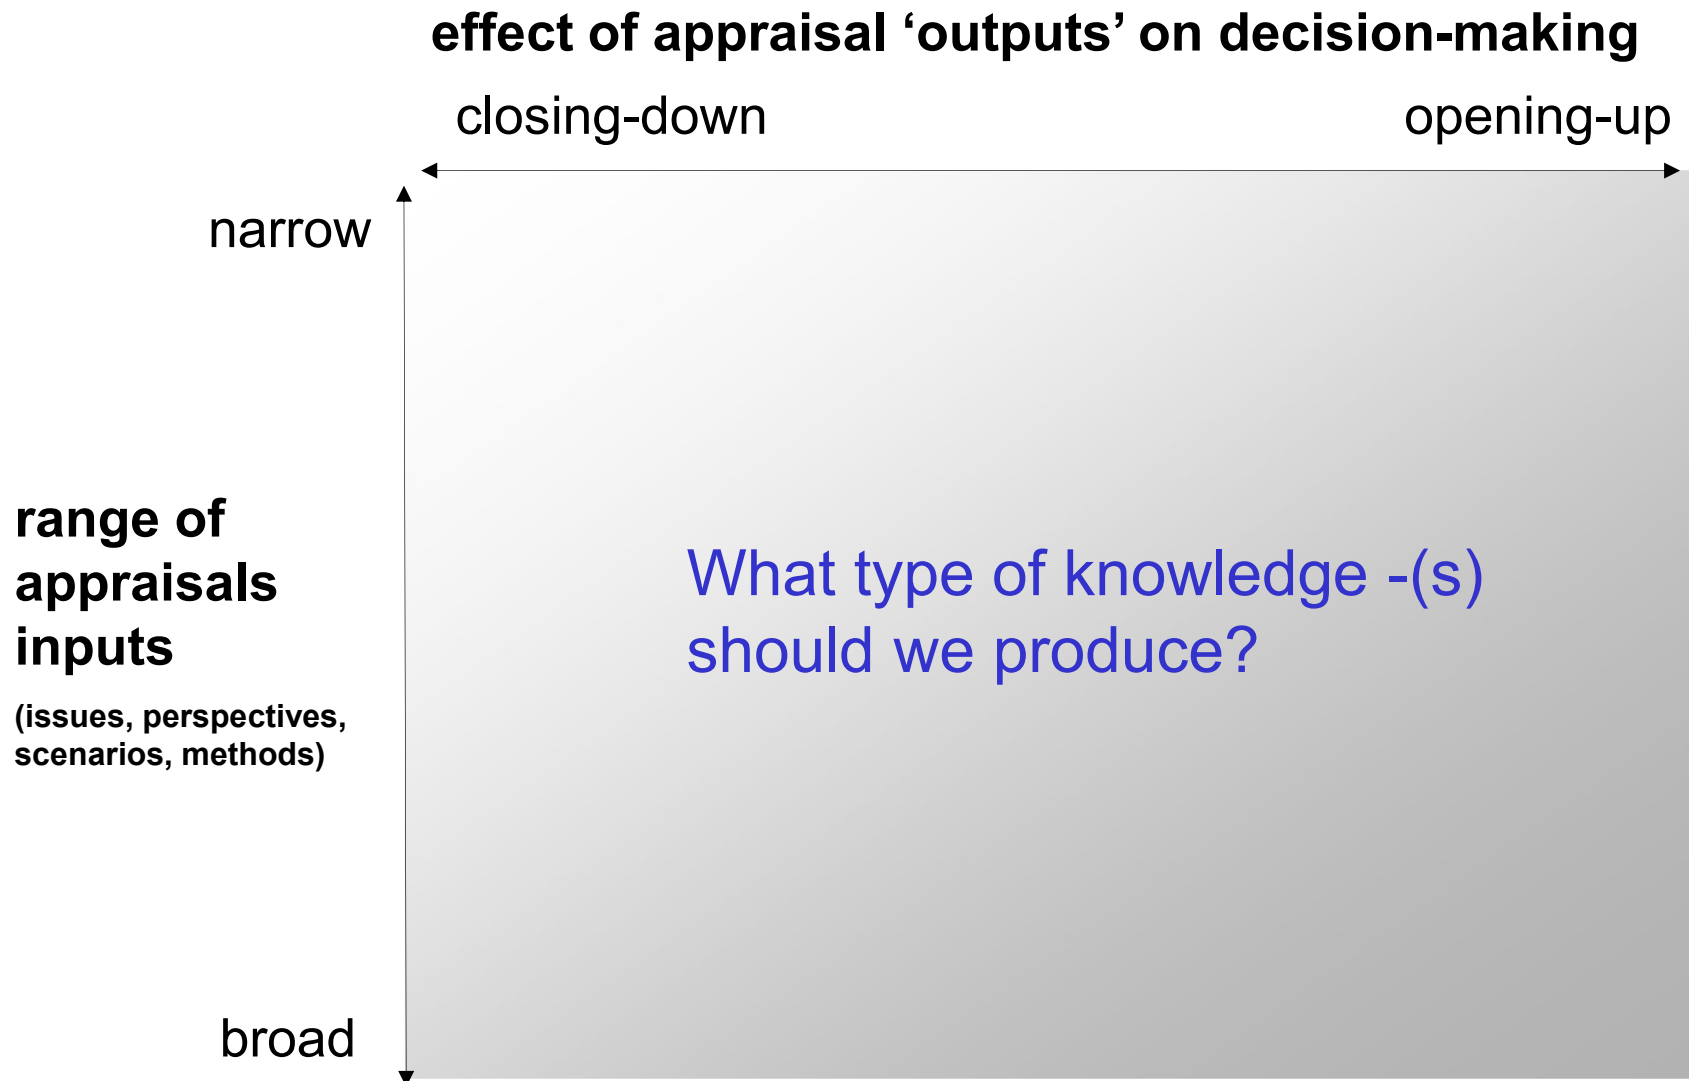 effect of appraisal ‘outputs’ on decision-making
closing-down
opening-up
narrow
range of
appraisals
inputs
(issues, perspectives,
scenarios, methods)
What type of knowledge -(s)
should we produce?
broad